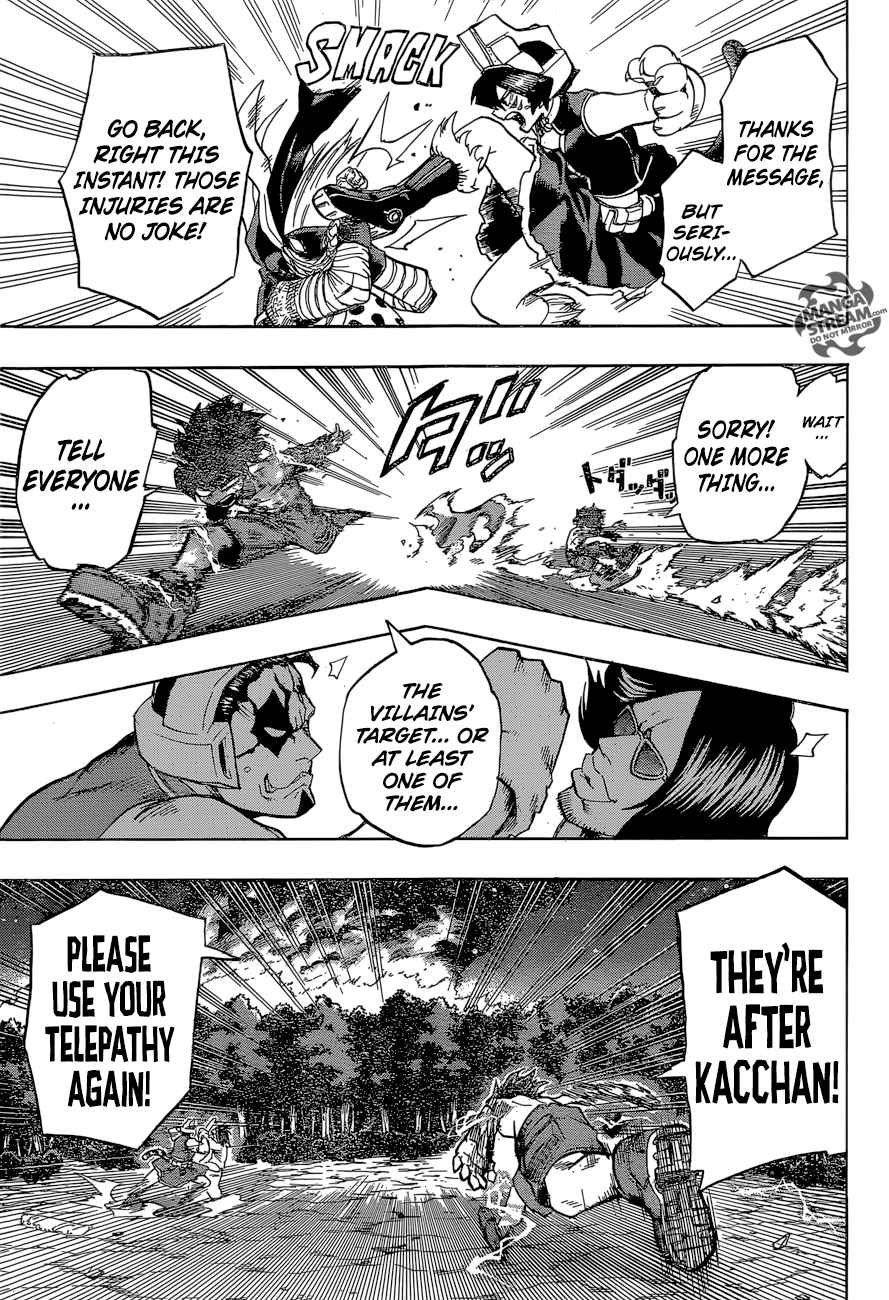 SMACK
THANKS
FOR THE
MESSAGE,
BUT
SERI-
OUSLY...
GO BACK,
RIGHT THIS
INSTANT! THOSE
INJURIES ARE
NO JOKE!
MANGA
STREAM.com
DO NOT MIRROR
WAIT
...
SORRY!
ONE MORE
THING...
TELL
EVERYONE
...
THE
VILLAINS'
TARGET... OR
AT LEAST
ONE OF
THEM...
THEY'RE
AFTER
KACCHAN!
PLEASE
USE YOUR
TELEPATHY
AGAIN!